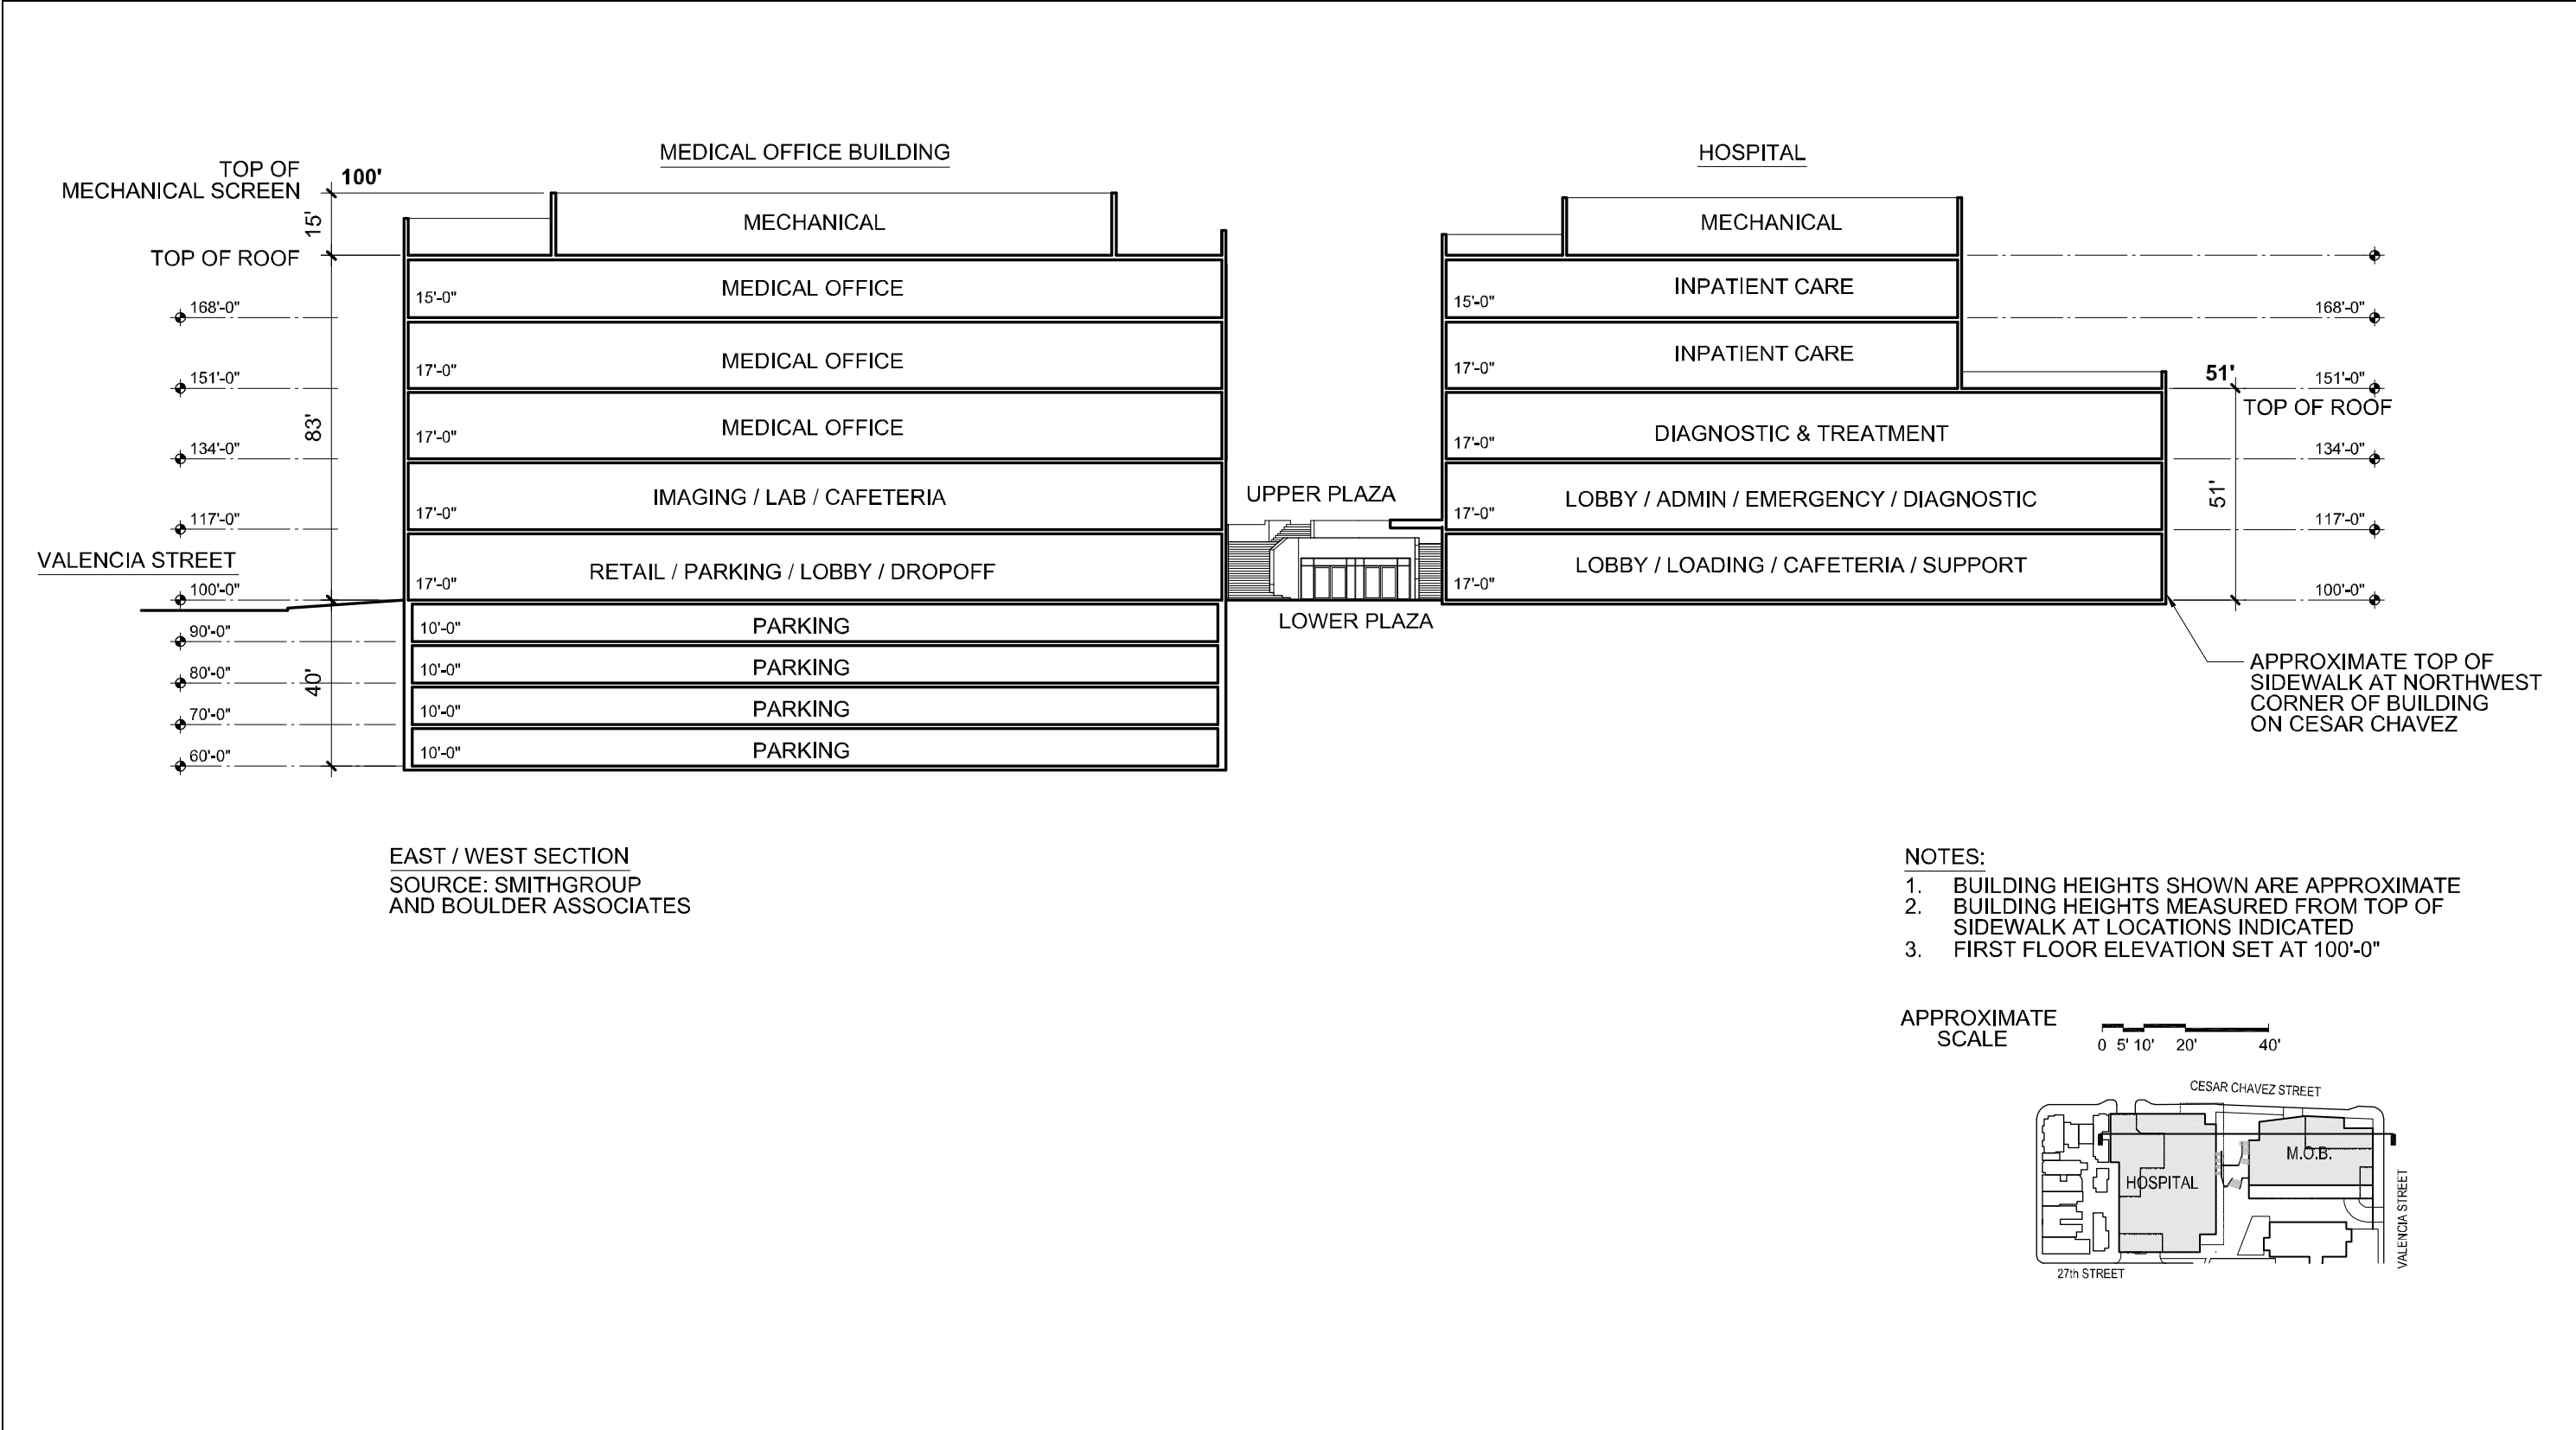 MEDICAL OFFICE BUILDING
HOSPITAL
TOP OF
MECHANICAL SCREEN
100'
15'
TOP OF ROOF
168'-0"
151'-0"
83'
134'-0"
117'-0"
VALENCIA STREET
100'-0"
90'-0"
80'-0"
40'
70'-0"
60'-0"
MECHANICAL
15'-0" MEDICAL OFFICE
17'-0" MEDICAL OFFICE
17'-0" MEDICAL OFFICE
17'-0" IMAGING / LAB / CAFETERIA
17'-0" RETAIL / PARKING / LOBBY / DROPOFF
10'-0" PARKING
10'-0" PARKING
10'-0" PARKING
10'-0" PARKING
UPPER PLAZA
LOWER PLAZA
MECHANICAL
15'-0" INPATIENT CARE
17'-0" INPATIENT CARE
17'-0" DIAGNOSTIC & TREATMENT
17'-0" LOBBY / ADMIN / EMERGENCY / DIAGNOSTIC
17'-0" LOBBY / LOADING / CAFETERIA / SUPPORT
168'-0"
51'
151'-0"
TOP OF ROOF
134'-0"
51'
117'-0"
100'-0"
APPROXIMATE TOP OF
SIDEWALK AT NORTHWEST
CORNER OF BUILDING
ON CESAR CHAVEZ
EAST / WEST SECTION
SOURCE: SMITHGROUP
AND BOULDER ASSOCIATES
NOTES:
1. BUILDING HEIGHTS SHOWN ARE APPROXIMATE
2. BUILDING HEIGHTS MEASURED FROM TOP OF
SIDEWALK AT LOCATIONS INDICATED
3. FIRST FLOOR ELEVATION SET AT 100'-0"
APPROXIMATE
SCALE
0 5' 10' 20' 40'
CESAR CHAVEZ STREET
M.O.B.
HOSPITAL
VALENCIA STREET
27th STREET